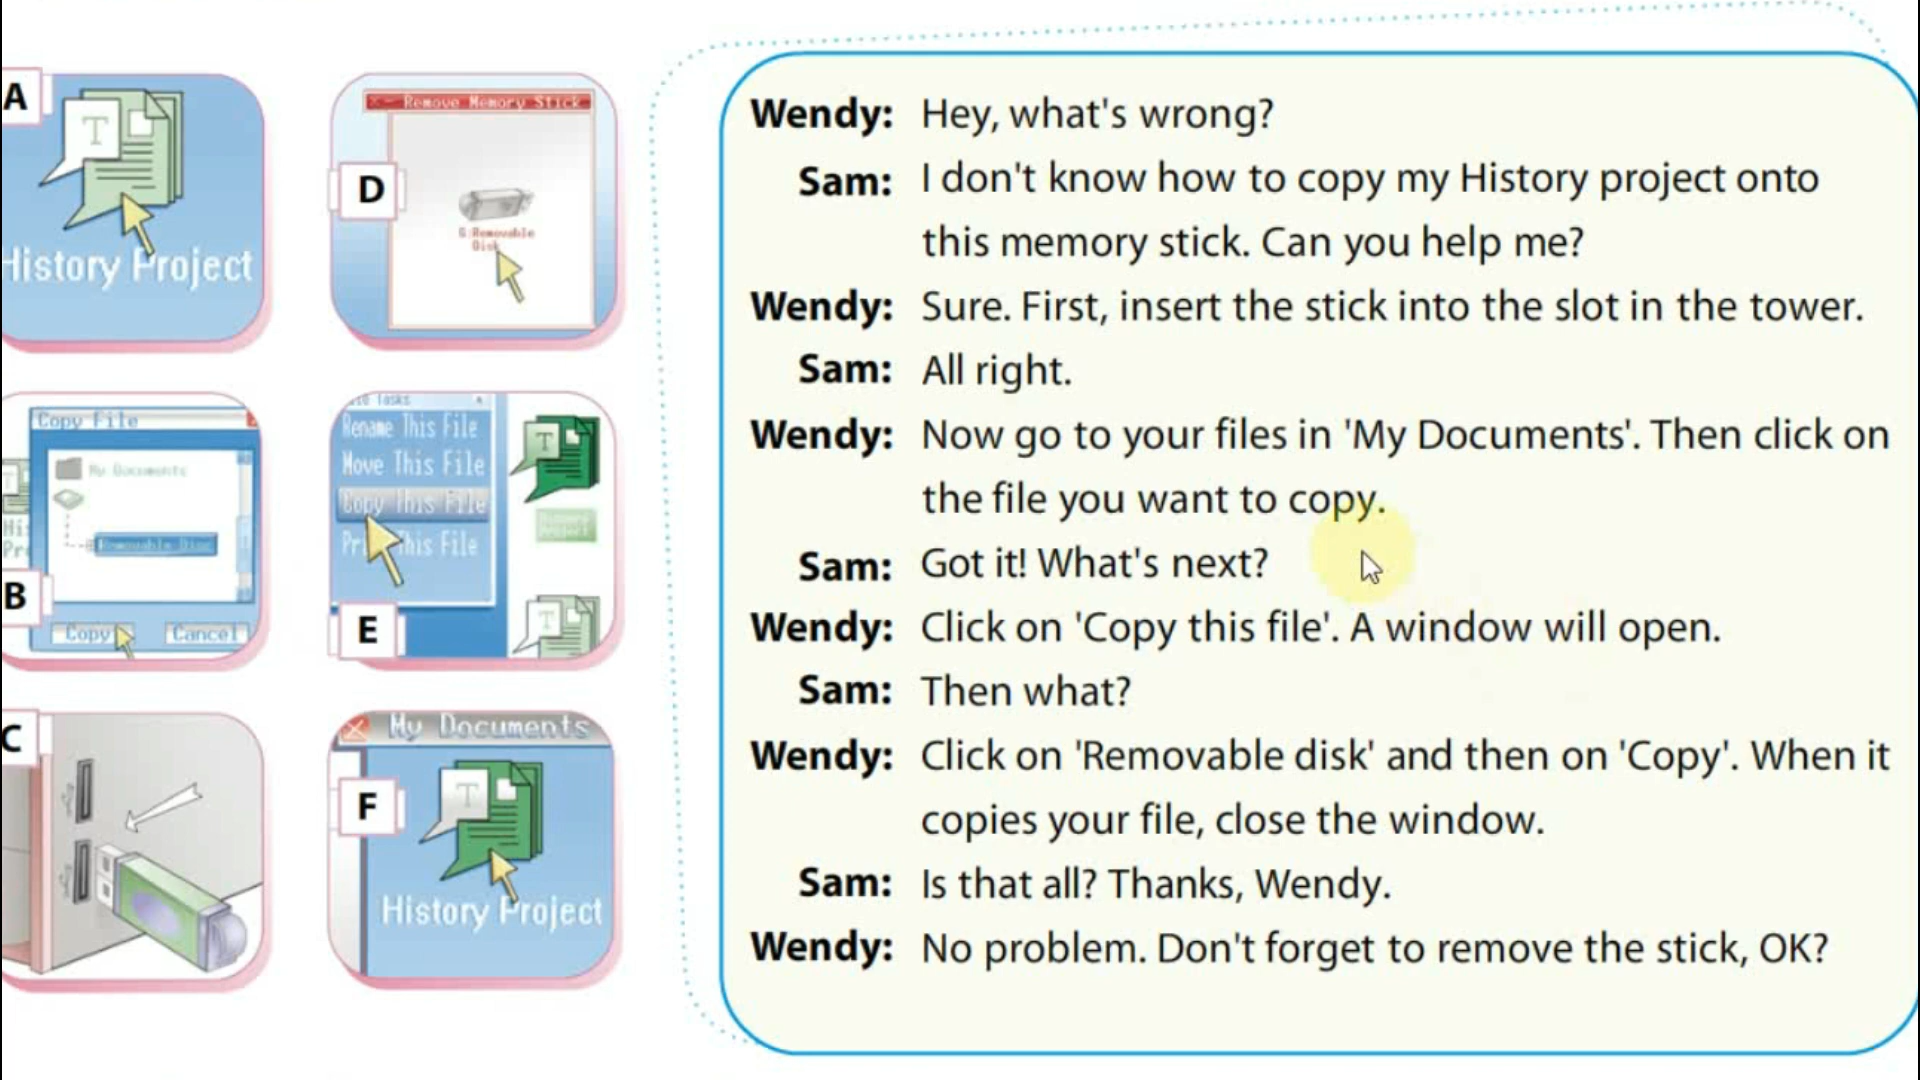 A
History Project
D
Remove Memory Stick
G:Removable
Disk
B
Copy File
My Documents
Removable Disc
Copy
Cancel
E
Tasks
Rename This File
Move This File
Copy This File
This File
C
F
My Documents
History Project
Wendy: Hey, what's wrong?
Sam: I don't know how to copy my History project onto
this memory stick. Can you help me?
Wendy: Sure. First, insert the stick into the slot in the tower.
Sam: All right.
Wendy: Now go to your files in 'My Documents'. Then click on
the file you want to copy.
Sam: Got it! What's next?
Wendy: Click on 'Copy this file'. A window will open.
Sam: Then what?
Wendy: Click on 'Removable disk' and then on 'Copy'. When it
copies your file, close the window.
Sam: Is that all? Thanks, Wendy.
Wendy: No problem. Don't forget to remove the stick, OK?